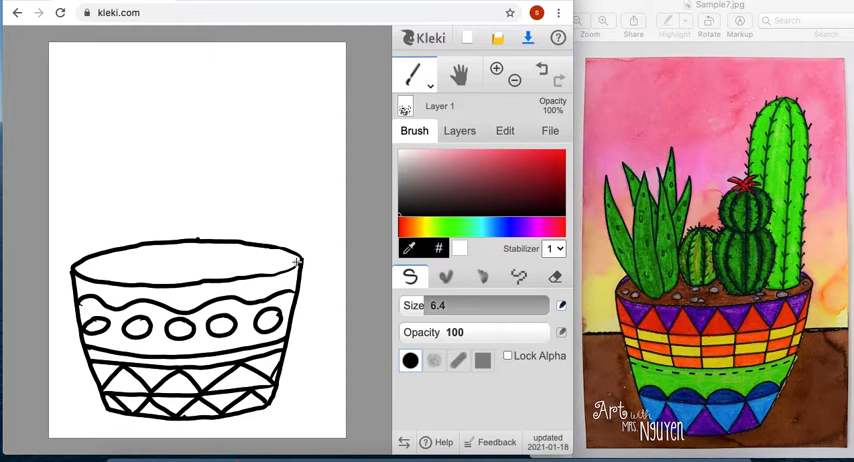 Sample7.jpg
kleki.com
S
Kleki
Zoom
Share
Highlight
Rotate
Markup
Search
Search
Layer 1
Opacity
100%
Brush
Layers
Edit
File
#
Stabilizer
1
Size
6.4
Opacity 100
Lock Alpha
Help
Feedback
updated
2021-01-18
Art with
MRS.
Nguyen